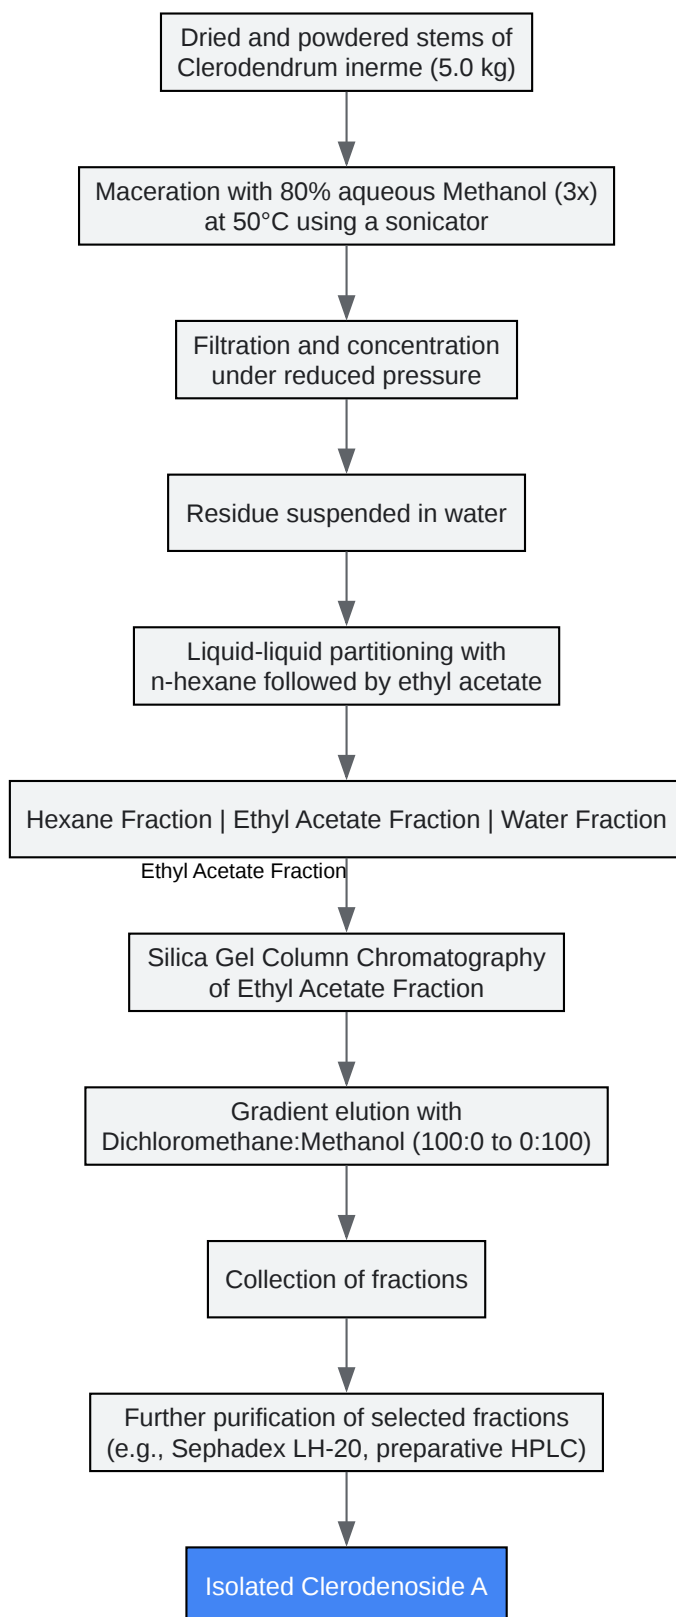 Dried and powdered stems of
Clerodendrum inerme (5.0 kg)
Maceration with 80% aqueous Methanol (3x)
at 50°C using a sonicator
Filtration and concentration
under reduced pressure
Residue suspended in water
Liquid-liquid partitioning with
n-hexane followed by ethyl acetate
Hexane Fraction | Ethyl Acetate Fraction | Water Fraction
Ethyl Acetate Fraction
Silica Gel Column Chromatography
of Ethyl Acetate Fraction
Gradient elution with
Dichloromethane:Methanol (100:0 to 0:100)
Collection of fractions
Further purification of selected fractions
(e.g., Sephadex LH-20, preparative HPLC)
Isolated Clerodenoside A